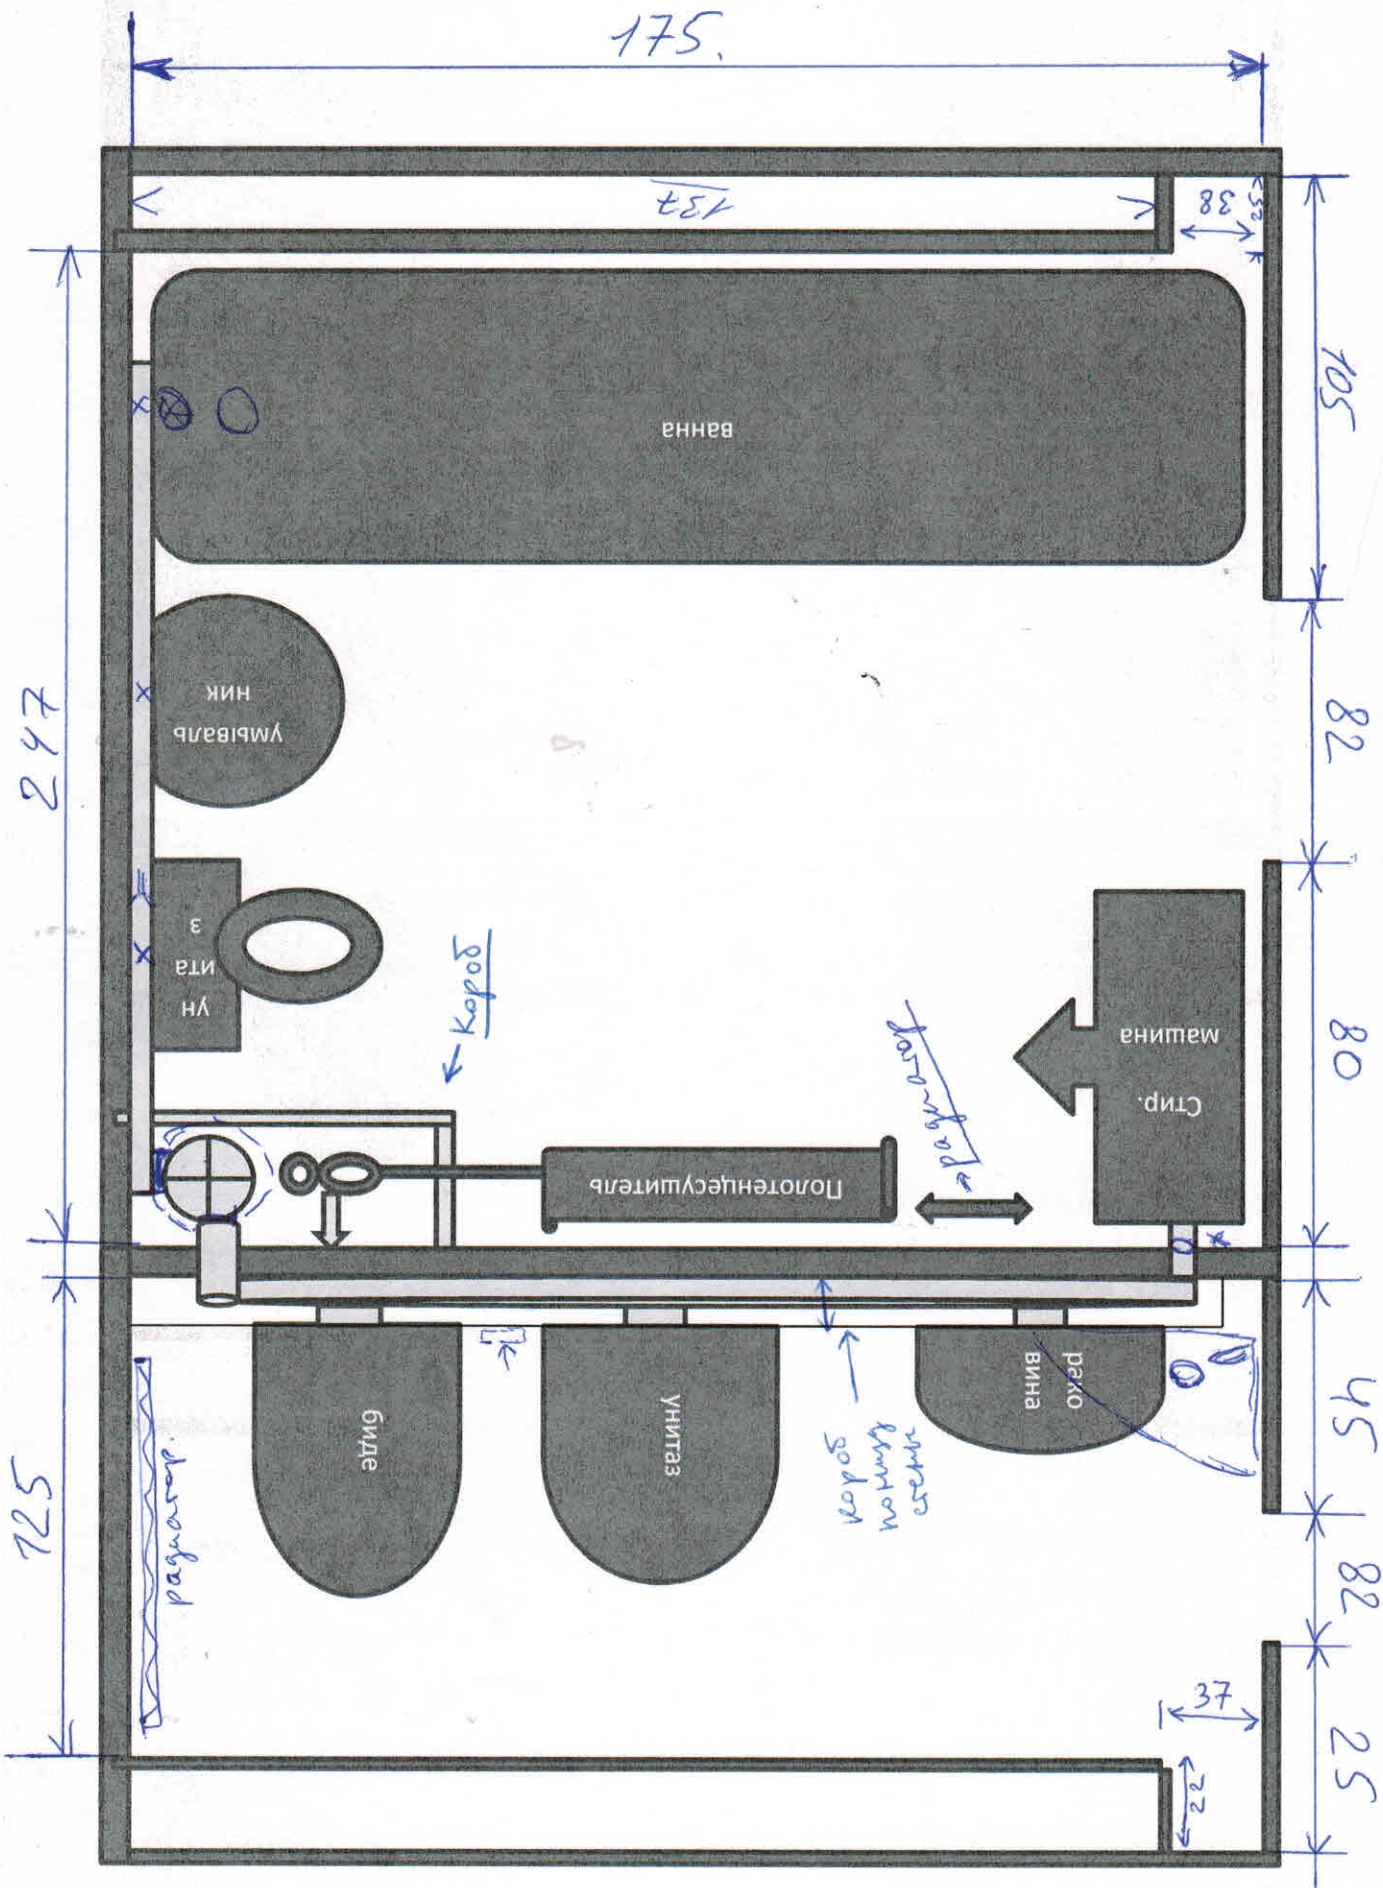 175.
137
38
25
105
ванна
82
247
умываль
ник
ун
ита
з
короб
радиатор
80
Стир.
машина
Полотенцесушитель
биде
унитаз
рако
вина
короб
понизу
стены
45
125
радиатор.
82
37
22
25